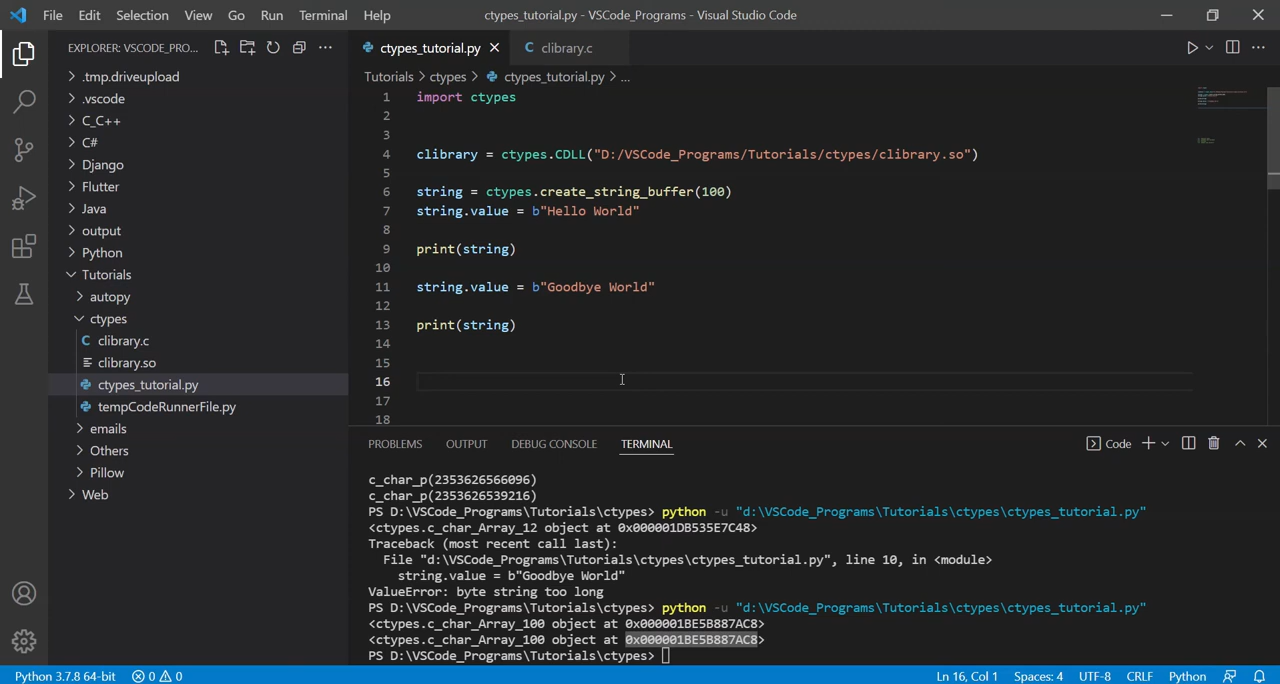 File Edit Selection View Go Run Terminal Help ctypes_tutorial.py - VSCode_Programs - Visual Studio Code
EXPLORER: VSCODE_PRO...
.tmp.driveupload
.vscode
C_C++
C#
Django
Flutter
Java
output
Python
Tutorials
autopy
ctypes
C clibrary.c
clibrary.so
ctypes_tutorial.py
tempCodeRunnerFile.py
emails
Others
Pillow
Web
ctypes_tutorial.py C clibrary.c
Tutorials > ctypes > ctypes_tutorial.py > ...
1 import ctypes
2
3
4 clibrary = ctypes.CDLL("D:/VSCode_Programs/Tutorials/ctypes/clibrary.so")
5
6 string = ctypes.create_string_buffer(100)
7 string.value = b"Hello World"
8
9 print(string)
10
11 string.value = b"Goodbye World"
12
13 print(string)
14
15
16
17
18
PROBLEMS OUTPUT DEBUG CONSOLE TERMINAL Code
c_char_p(2353626566096)
c_char_p(2353626539216)
PS D:\VSCode_Programs\Tutorials\ctypes> python -u "d:\VSCode_Programs\Tutorials\ctypes\ctypes_tutorial.py"
<ctypes.c_char_Array_12 object at 0x000001DB535E7C48>
Traceback (most recent call last):
File "d:\VSCode_Programs\Tutorials\ctypes\ctypes_tutorial.py", line 10, in <module>
string.value = b"Goodbye World"
ValueError: byte string too long
PS D:\VSCode_Programs\Tutorials\ctypes> python -u "d:\VSCode_Programs\Tutorials\ctypes\ctypes_tutorial.py"
<ctypes.c_char_Array_100 object at 0x000001BE5B887AC8>
<ctypes.c_char_Array_100 object at 0x000001BE5B887AC8>
PS D:\VSCode_Programs\Tutorials\ctypes>
Python 3.7.8 64-bit 0 0 Ln 16, Col 1 Spaces: 4 UTF-8 CRLF Python